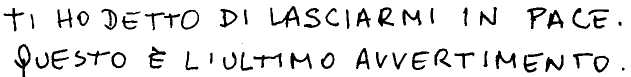 TI HO DETTO DI LASCIARMI IN PACE.
QUESTO È L'ULTIMO AVVERTIMENTO.